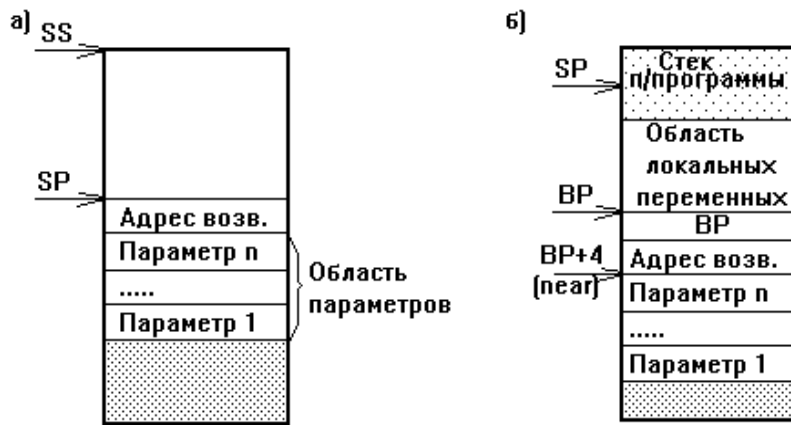 а)
SS
SP
Адрес возв.
Параметр n
.....
Параметр 1
Область
параметров
б)
SP
Стек
п/программы
Область
локальных
переменных
BP
BP
BP+4
(near)
Адрес возв.
Параметр n
.....
Параметр 1